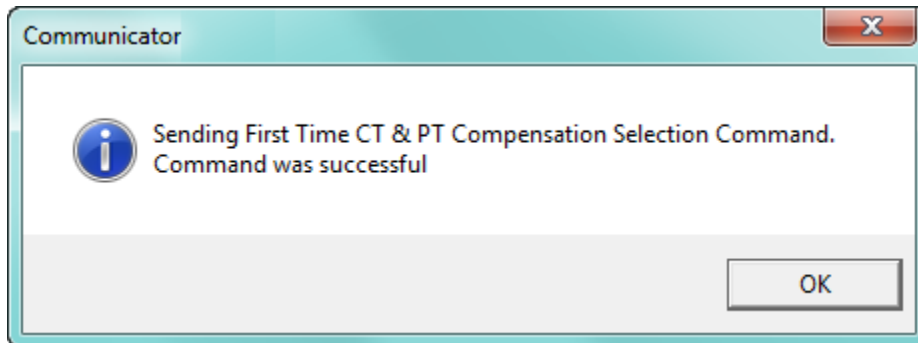 Communicator
Sending First Time CT & PT Compensation Selection Command.
Command was successful
OK